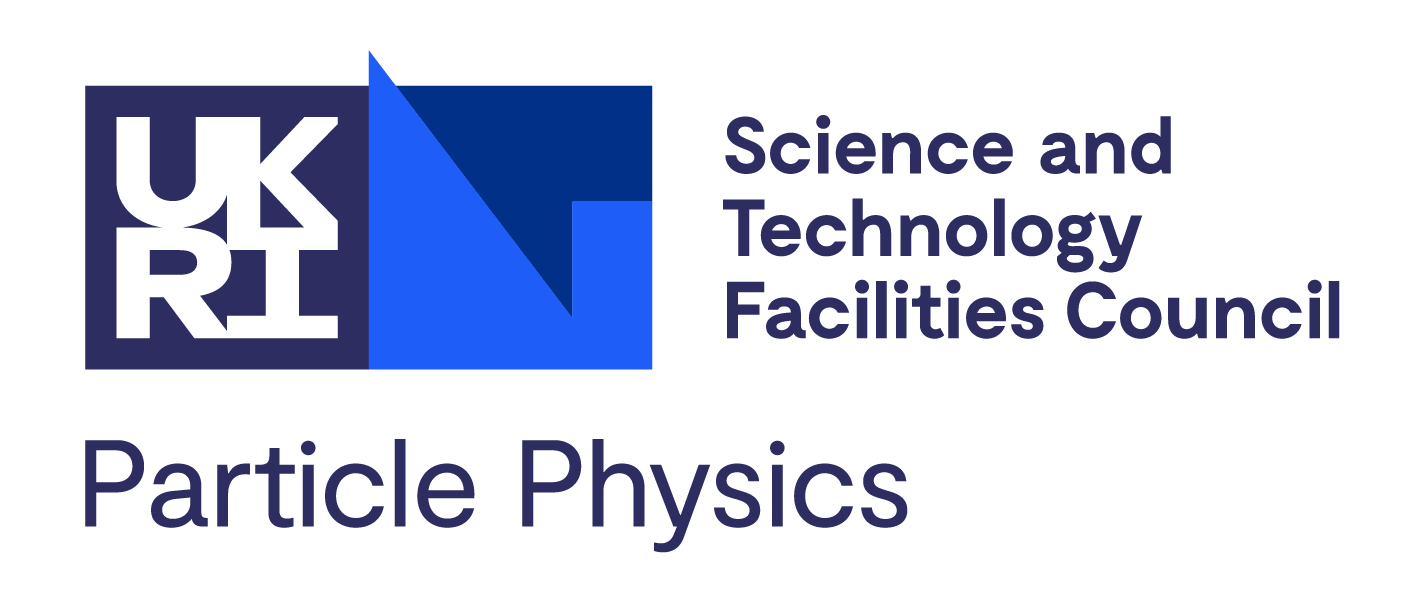 UK
RI
Science and
Technology
Facilities Council
Particle Physics